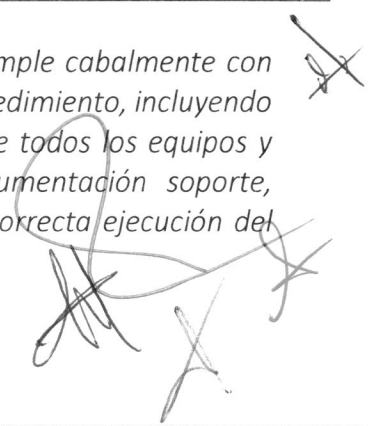 mple cabalmente con
edimiento, incluyendo
e todos los equipos y
umentación soporte,
orrecta ejecución del